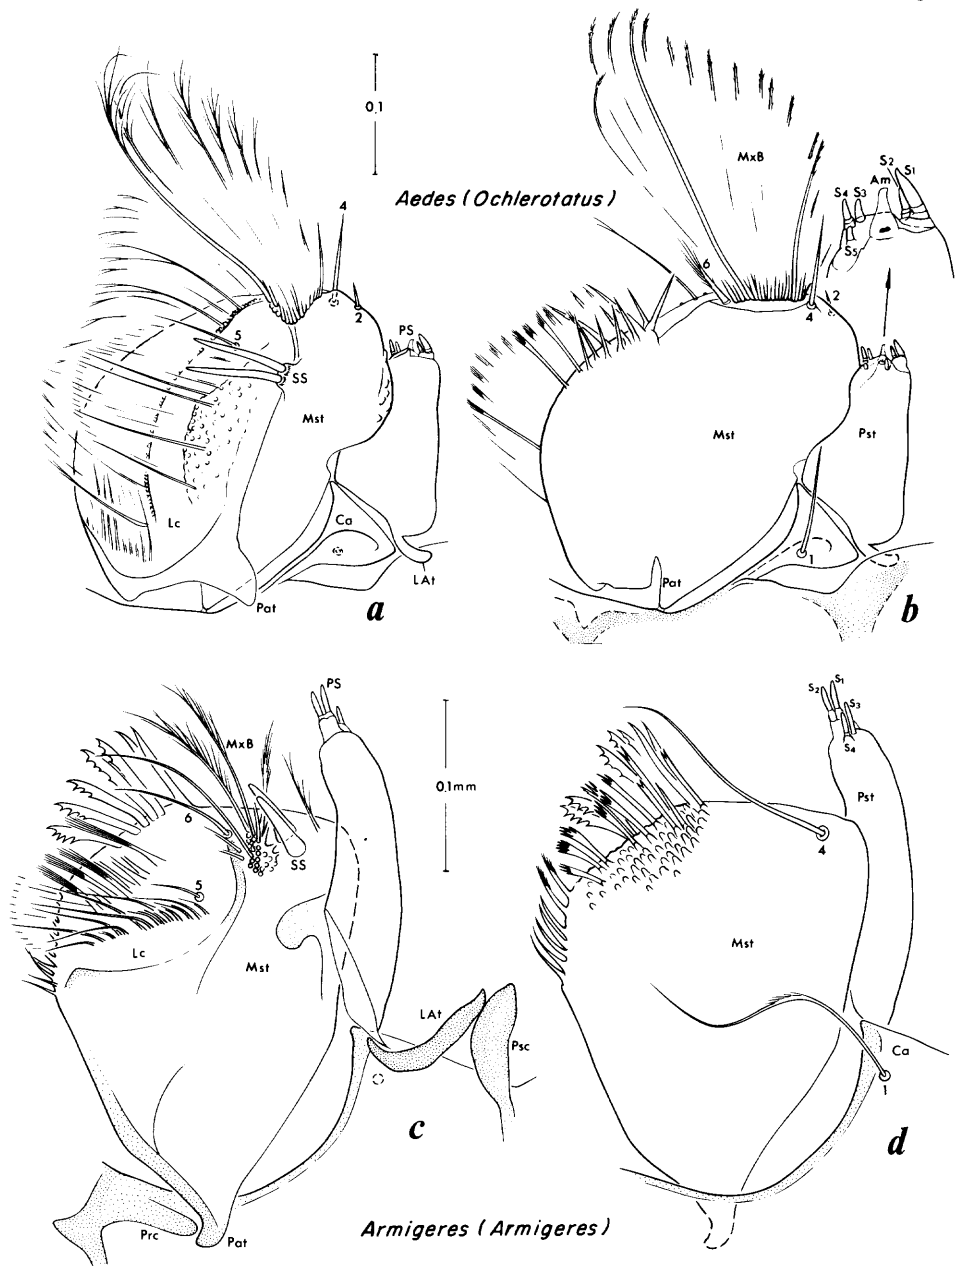 0.1
Aedes (Ochlerotatus)
4
2
PS
5
SS
Mst
Lc
Ca
LAt
Pat
a
MxB
S2
S1
Am
S4
S3
S5
6
2
4
Mst
Pst
1
Pat
b
PS
MxB
0.1mm
6
SS
5
Lc
Mst
LAt
Psc
Prc
Pat
c
S1
S2
S3
S4
Pst
4
Mst
Ca
1
d
Armigeres (Armigeres)